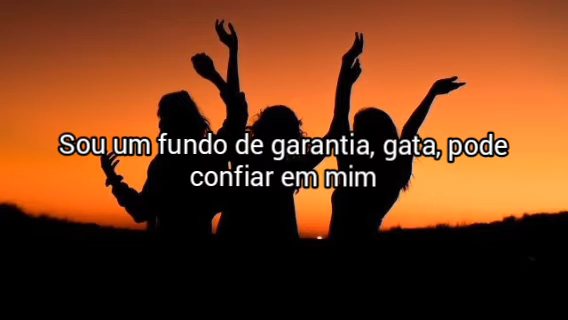 Sou um fundo de garantia, gata, pode
confiar em mim